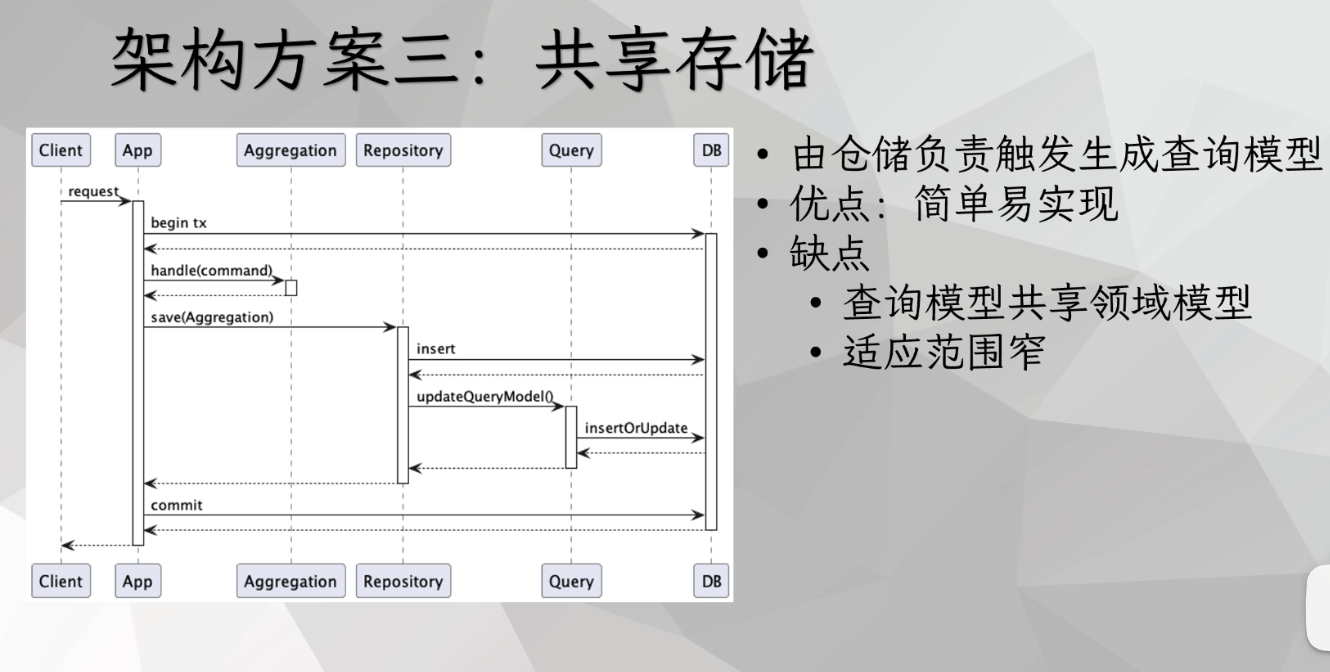 架构方案三：共享存储
Client App Aggregation Repository Query DB
request
begin tx
handle(command)
save(Aggregation)
insert
updateQueryModel()
insertOrUpdate
commit
Client App Aggregation Repository Query DB
• 由仓储负责触发生成查询模型
• 优点：简单易实现
• 缺点
• 查询模型共享领域模型
• 适应范围窄